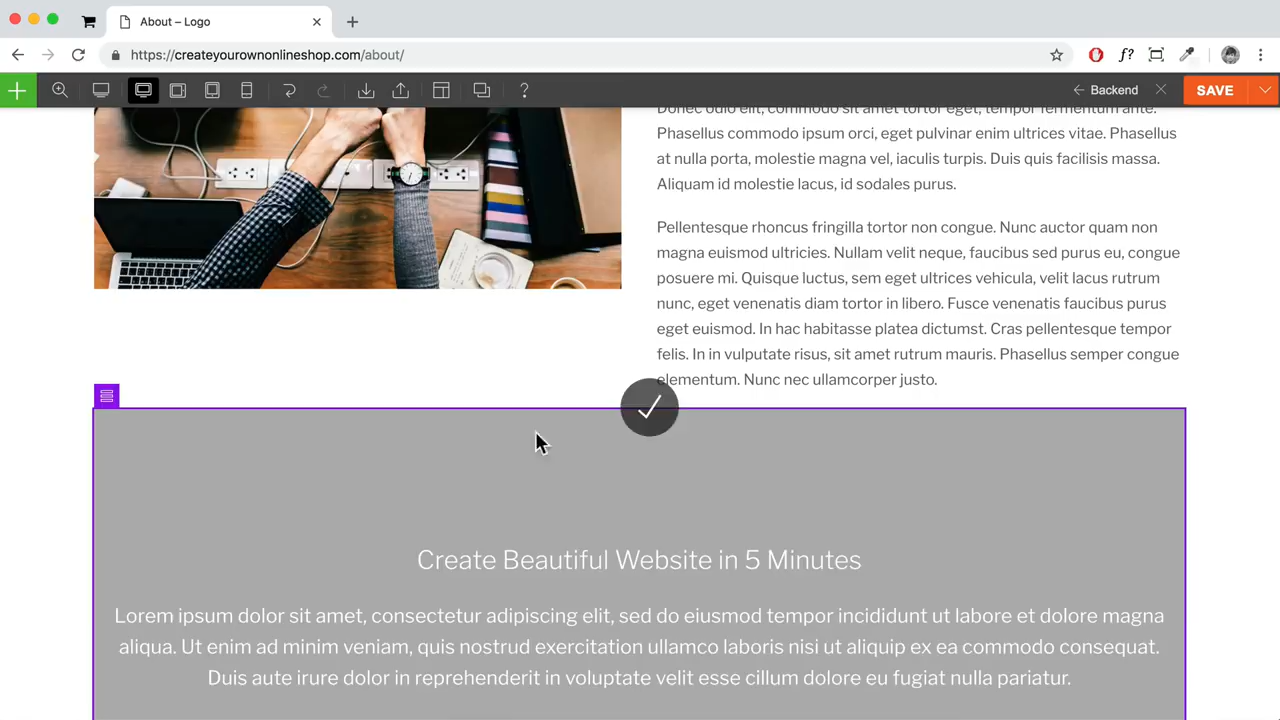 About – Logo
https://createyourownonlineshop.com/about/
f?
?
Backend
SAVE
Donec odio elit, commodo sit amet tortor eget, tempor fermentum ante.
Phasellus commodo ipsum orci, eget pulvinar enim ultrices vitae. Phasellus
at nulla porta, molestie magna vel, iaculis turpis. Duis quis facilisis massa.
Aliquam id molestie lacus, id sodales purus.
Pellentesque rhoncus fringilla tortor non congue. Nunc auctor quam non
magna euismod ultricies. Nullam velit neque, faucibus sed purus eu, congue
posuere mi. Quisque luctus, sem eget ultrices vehicula, velit lacus rutrum
nunc, eget venenatis diam tortor in libero. Fusce venenatis faucibus purus
eget euismod. In hac habitasse platea dictumst. Cras pellentesque tempor
felis. In in vulputate risus, sit amet rutrum mauris. Phasellus semper congue
elementum. Nunc nec ullamcorper justo.
Create Beautiful Website in 5 Minutes
Lorem ipsum dolor sit amet, consectetur adipiscing elit, sed do eiusmod tempor incididunt ut labore et dolore magna
aliqua. Ut enim ad minim veniam, quis nostrud exercitation ullamco laboris nisi ut aliquip ex ea commodo consequat.
Duis aute irure dolor in reprehenderit in voluptate velit esse cillum dolore eu fugiat nulla pariatur.